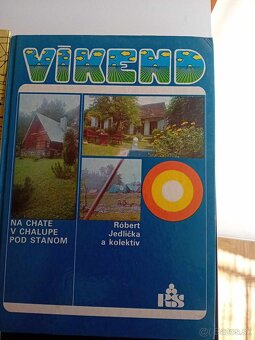 VÍKEND
NA CHATE
V CHALUPE
POD STANOM
Róbert
Jedlička
a kolektív